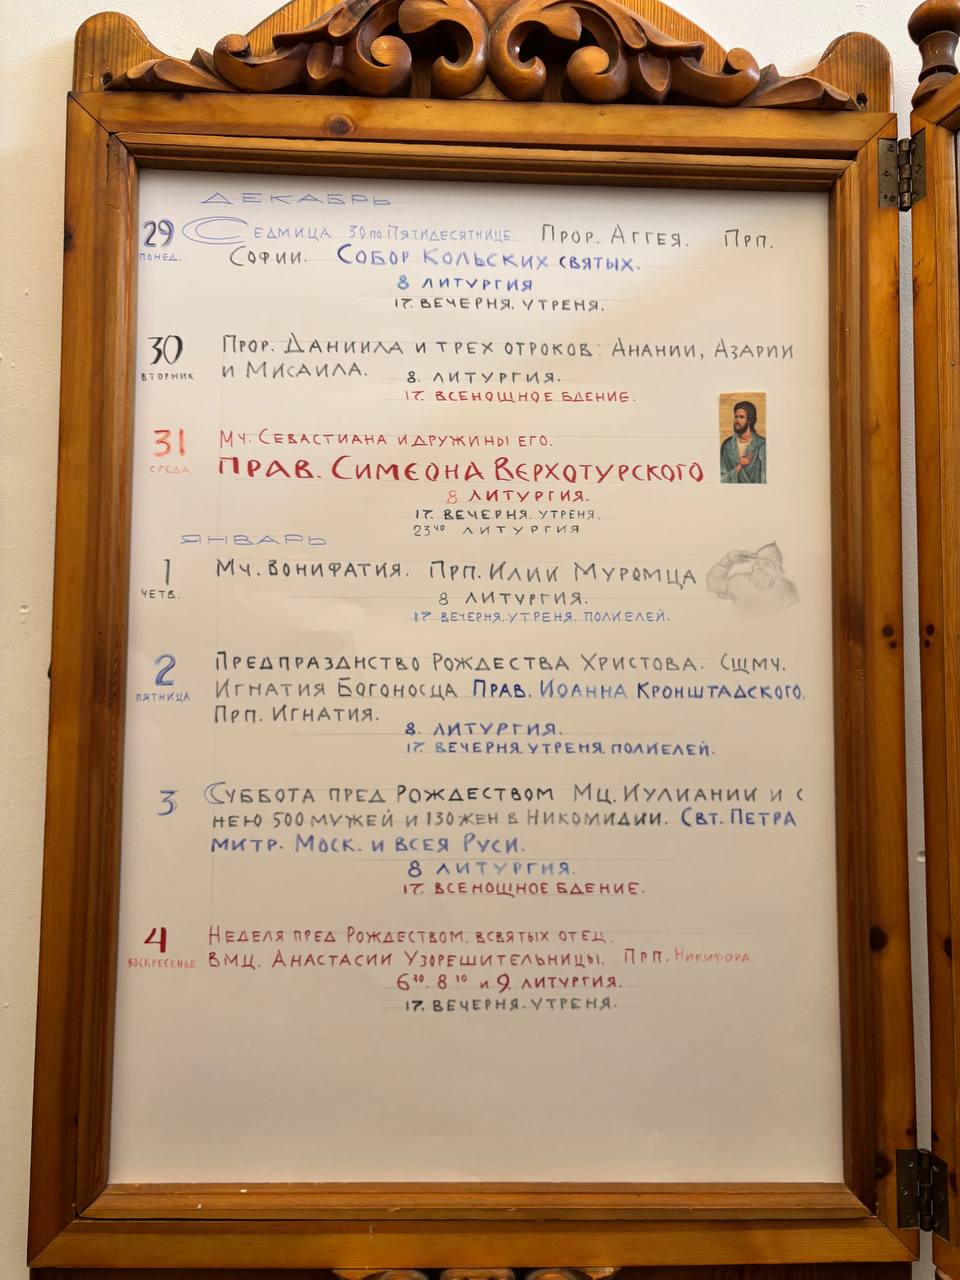 ДЕКАБРЬ
29 СЕДМИЦА 30 ПО ПЯТИДЕСЯТНИЦЕ. ПРОР. АГГЕЯ. ПРП.
ПОНЕД. СОФИИ. СОБОР КОЛЬСКИХ СВЯТЫХ.
8 ЛИТУРГИЯ
17. ВЕЧЕРНЯ. УТРЕНЯ.
30 ПРОР. ДАНИИЛА И ТРЕХ ОТРОКОВ: АНАНИИ, АЗАРИИ
ВТОРНИК И МИСАИЛА. 8. ЛИТУРГИЯ.
17. ВСЕНОЩНОЕ БДЕНИЕ.
31 МЧ. СЕВАСТИАНА И ДРУЖИНЫ ЕГО.
СРЕДА ПРАВ. СИМЕОНА ВЕРХОТУРСКОГО
8 ЛИТУРГИЯ.
17. ВЕЧЕРНЯ. УТРЕНЯ.
23 40 ЛИТУРГИЯ
ЯНВАРЬ
1 МЧ. ВОНИФАТИЯ. ПРП. ИЛИИ МУРОМЦА
ЧЕТВ. 8 ЛИТУРГИЯ.
17 ВЕЧЕРНЯ. УТРЕНЯ. ПОЛИЕЛЕЙ.
2 ПРЕДПРАЗДНСТВО РОЖДЕСТВА ХРИСТОВА. СЩМЧ.
ПЯТНИЦА ИГНАТИЯ БОГОНОСЦА ПРАВ. ИОАННА КРОНШТАДСКОГО.
ПРП. ИГНАТИЯ.
8. ЛИТУРГИЯ.
17. ВЕЧЕРНЯ. УТРЕНЯ. ПОЛИЕЛЕЙ.
3 СУББОТА ПРЕД РОЖДЕСТВОМ МЦ. ИУЛИАНИИ И С
НЕЮ 500 МУЖЕЙ И 130 ЖЕН В НИКОМИДИИ. СВТ. ПЕТРА
МИТР. МОСК. И ВСЕЯ РУСИ.
8 ЛИТУРГИЯ.
17. ВСЕНОЩНОЕ БДЕНИЕ.
4 НЕДЕЛЯ ПРЕД РОЖДЕСТВОМ. ВСВЯТЫХ ОТЕЦ.
ВОСКРЕСЕНЬЕ ВМЦ. АНАСТАСИИ УЗОРЕШИТЕЛЬНИЦЫ. ПРП. НИКИФОРА
6 30. 8 10 И 9. ЛИТУРГИЯ.
17. ВЕЧЕРНЯ. УТРЕНЯ.